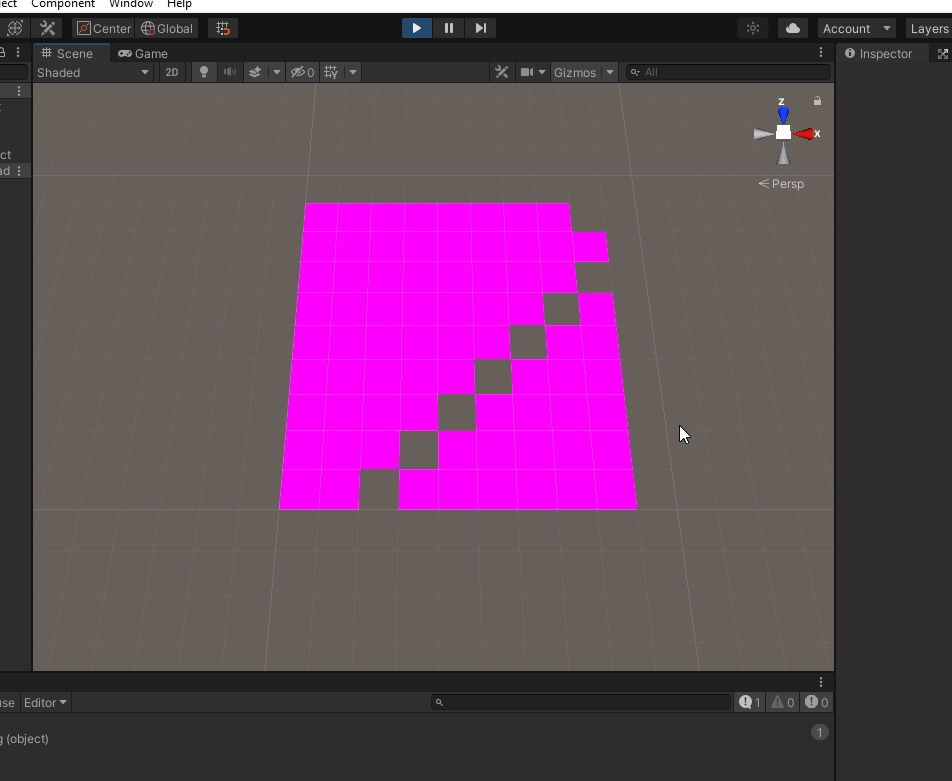 ect Component Window Help
Center Global Account Layers
Scene Game Inspector
Shaded 2D 0 Gizmos All
z
x
ct
ad
< Persp
use Editor 1 0 0
g (object) 1